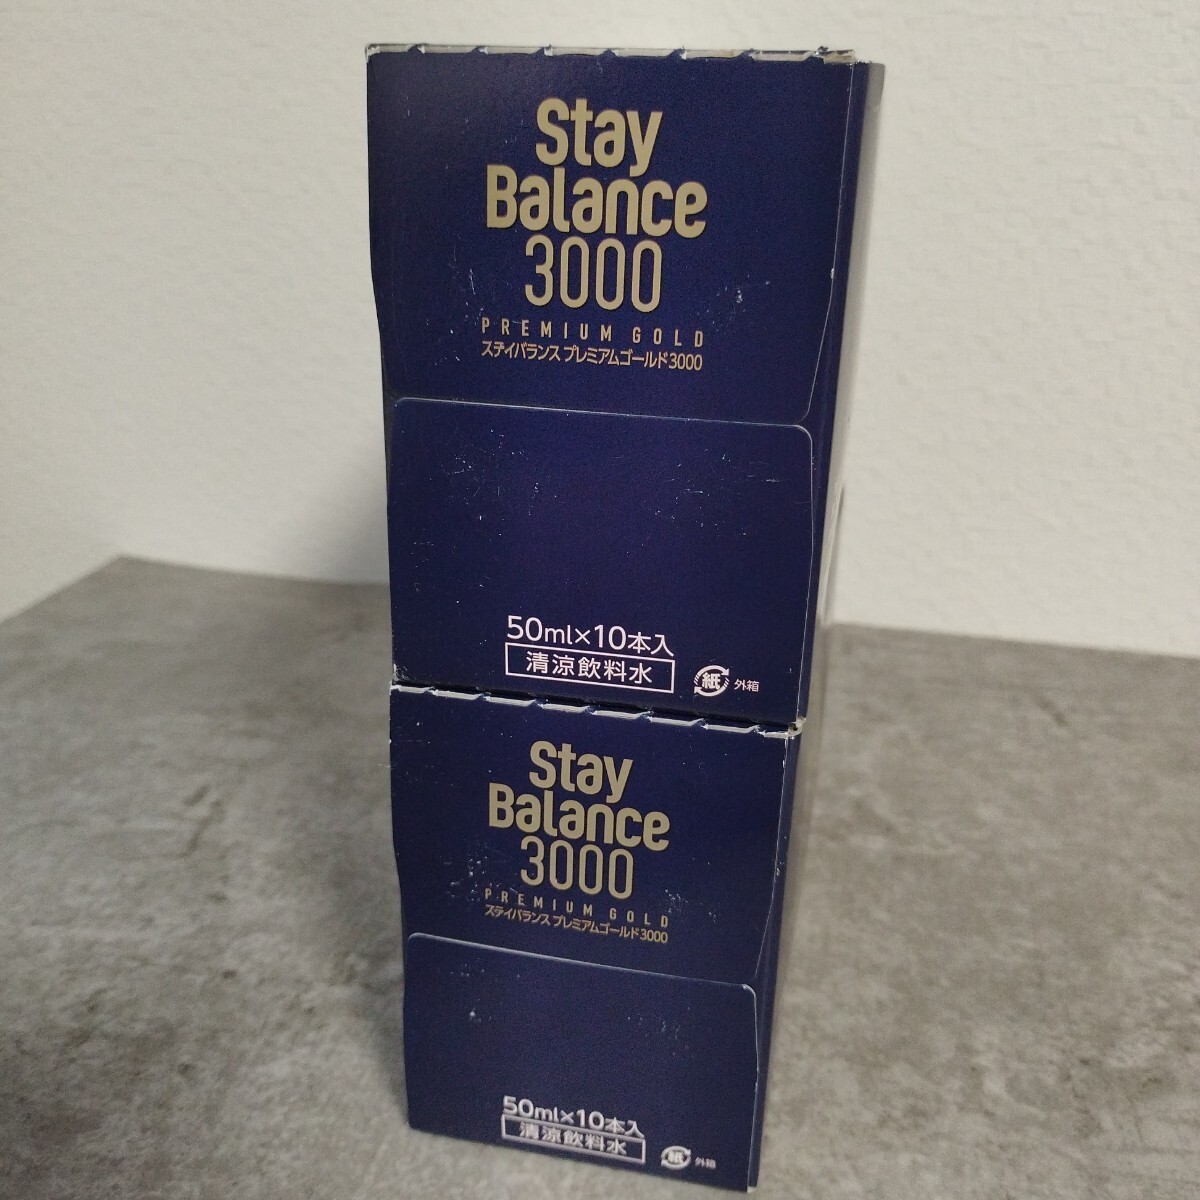 Stay
Balance
3000
PREMIUM GOLD
ステイバランス プレミアムゴールド3000
50ml×10本入
清涼飲料水
紙 外箱
Stay
Balance
3000
PREMIUM GOLD
ステイバランス プレミアムゴールド3000
50ml×10本入
清涼飲料水
紙 外箱